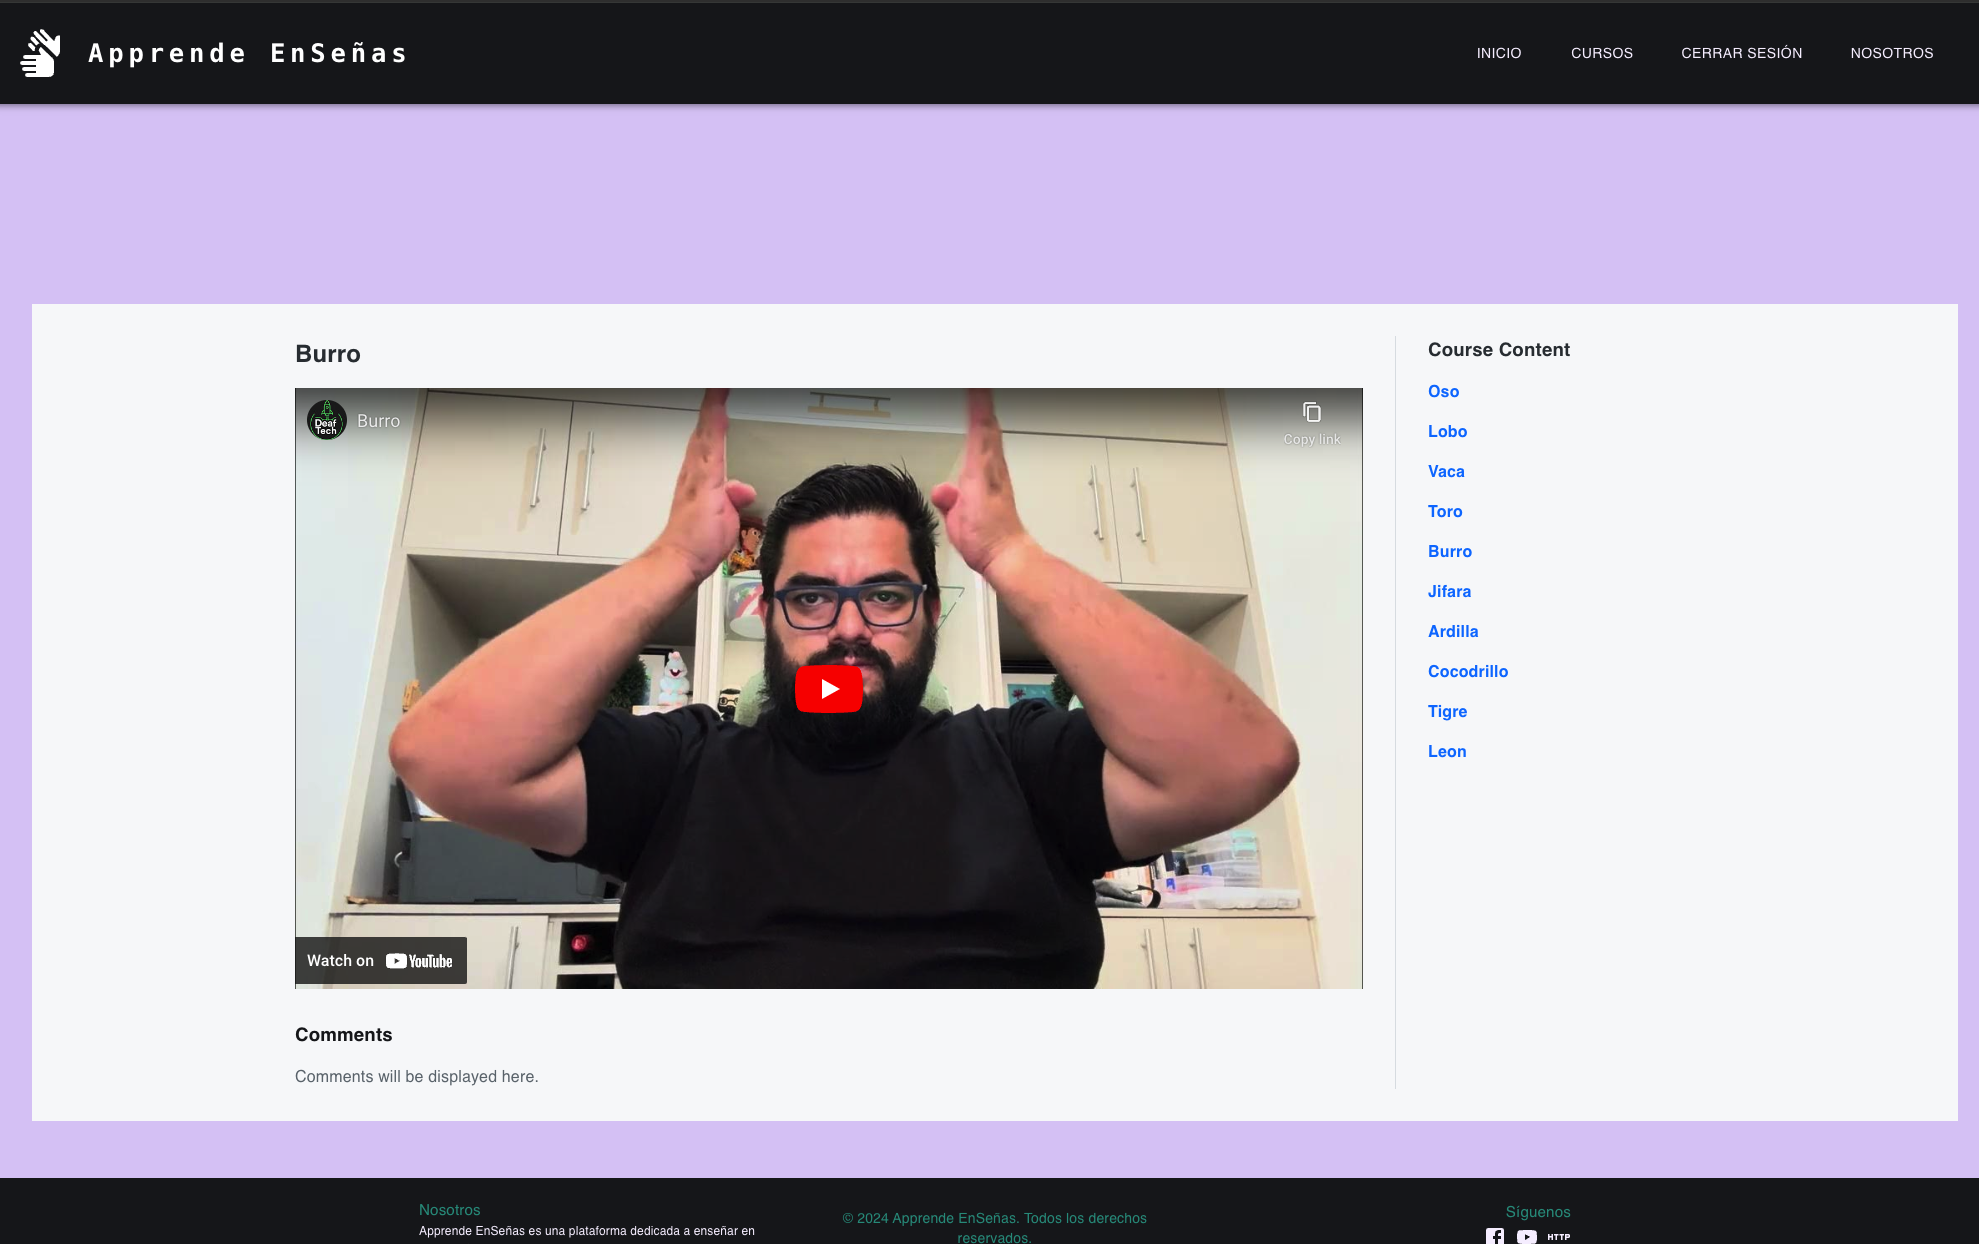 Apprende EnSeñas
INICIO
CURSOS
CERRAR SESIÓN
NOSOTROS
Burro
Deaf
Tech
Burro
Copy link
Watch on YouTube
Comments
Comments will be displayed here.
Course Content
Oso
Lobo
Vaca
Toro
Burro
Jifara
Ardilla
Cocodrillo
Tigre
Leon
Nosotros
Apprende EnSeñas es una plataforma dedicada a enseñar en
© 2024 Apprende EnSeñas. Todos los derechos
reservados.
Síguenos
HTTP